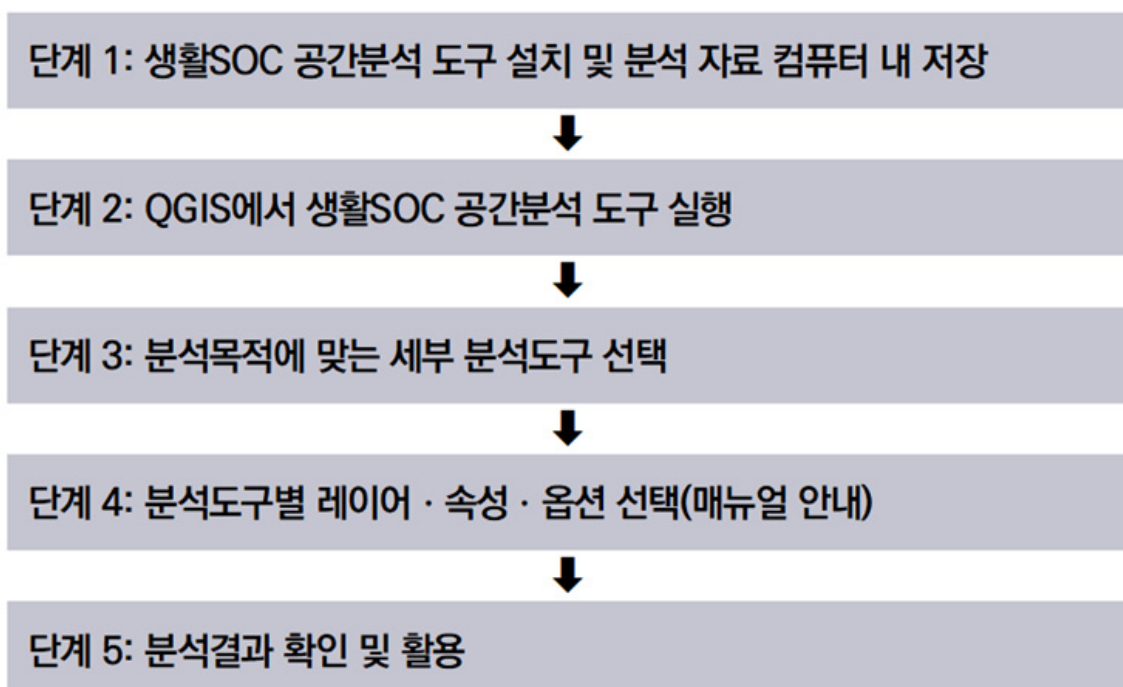 단계 1: 생활SOC 공간분석 도구 설치 및 분석 자료 컴퓨터 내 저장
단계 2: QGIS에서 생활SOC 공간분석 도구 실행
단계 3: 분석목적에 맞는 세부 분석도구 선택
단계 4: 분석도구별 레이어 · 속성 · 옵션 선택(매뉴얼 안내)
단계 5: 분석결과 확인 및 활용